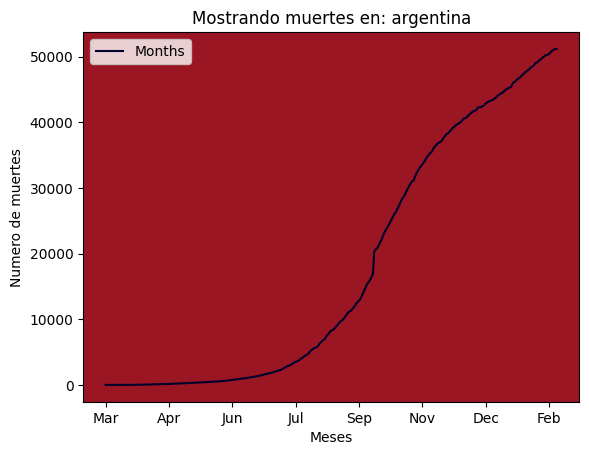 Mostrando muertes en: argentina
Months
Numero de muertes
50000
40000
30000
20000
10000
0
Mar Apr Jun Jul Sep Nov Dec Feb
Meses